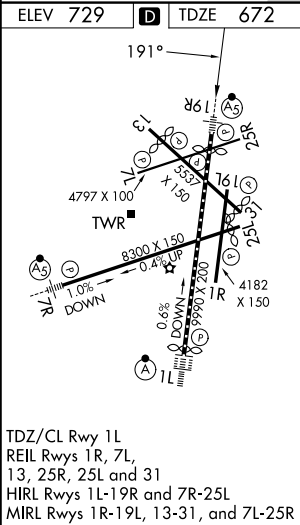 ELEV 729 D TDZE 672
191°
19R
A5
13
P
P
25R
P
7L
5537 X 150
4797 X 100
19L
TWR
31
25L
P
8300 X 150
A5
P
0.4% UP
7R
1.0% DOWN
0.6% DOWN
9990 X 200
1R
4182 X 150
P
A
1L
TDZ/CL Rwy 1L
REIL Rwys 1R, 7L,
13, 25R, 25L and 31
HIRL Rwys 1L-19R and 7R-25L
MIRL Rwys 1R-19L, 13-31, and 7L-25R